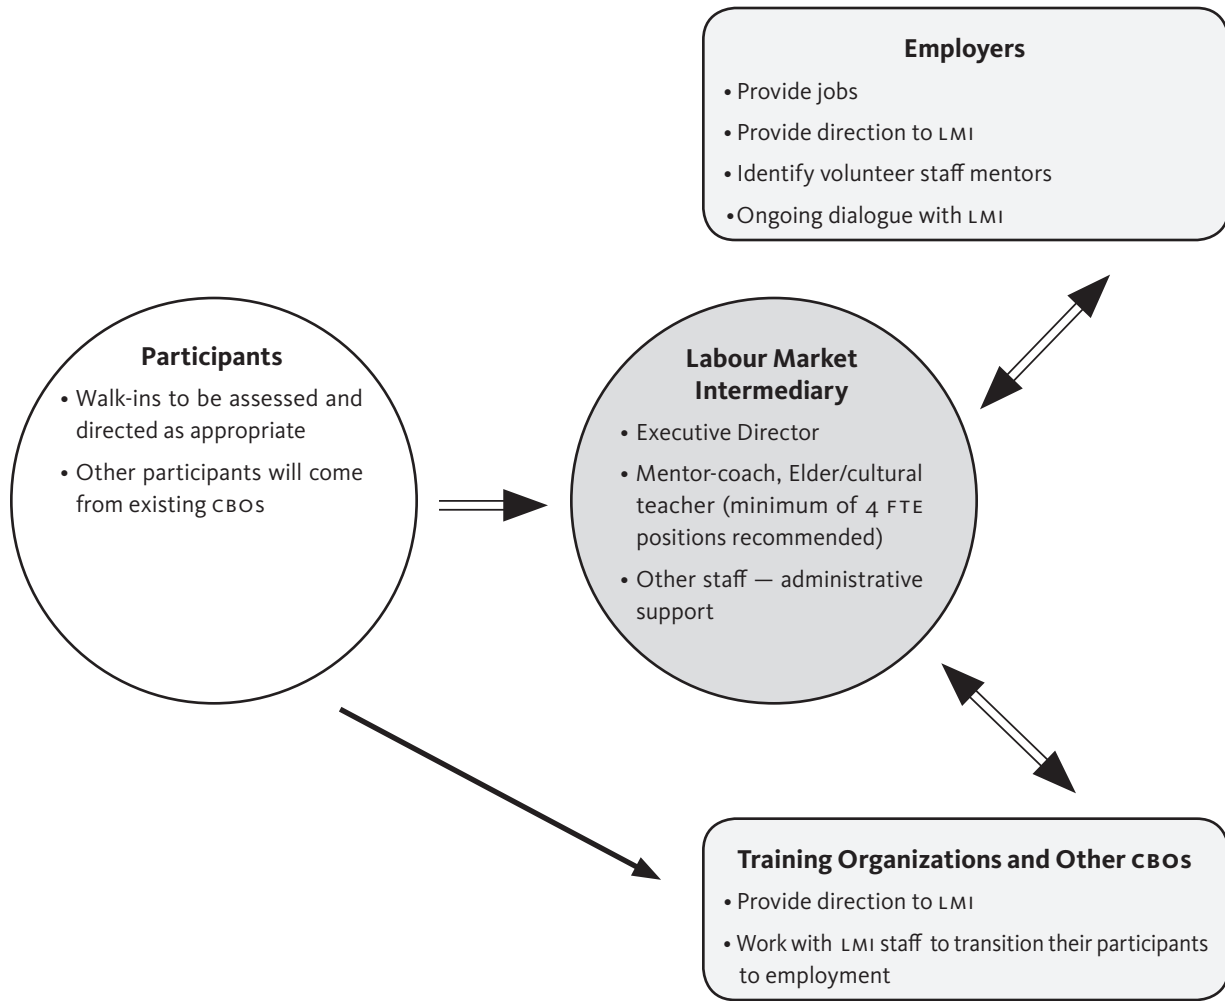 Employers
• Provide jobs
• Provide direction to LMI
• Identify volunteer staff mentors
• Ongoing dialogue with LMI
Participants
• Walk-ins to be assessed and
directed as appropriate
• Other participants will come
from existing CBOs
Labour Market
Intermediary
• Executive Director
• Mentor-coach, Elder/cultural
teacher (minimum of 4 FTE
positions recommended)
• Other staff — administrative
support
Training Organizations and Other CBOs
• Provide direction to LMI
• Work with LMI staff to transition their participants
to employment